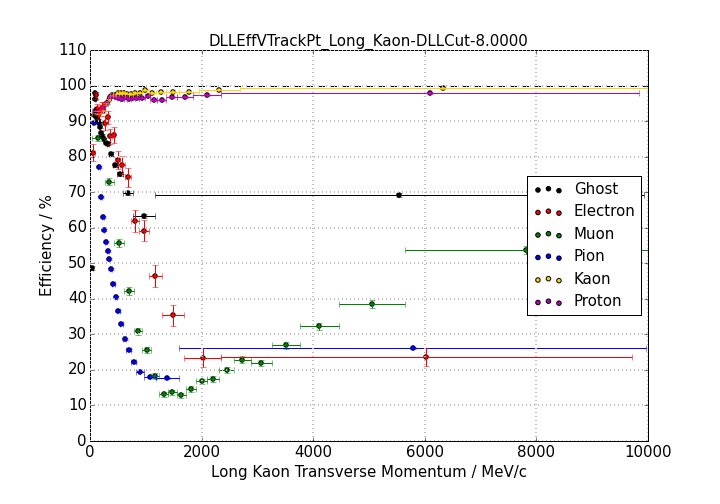 DLLEffVTrackPt_Long_Kaon-DLLCut-8.0000
110
100
90
80
70
60
50
40
30
20
10
0
Efficiency / %
Ghost
Electron
Muon
Pion
Kaon
Proton
0 2000 4000 6000 8000 10000
Long Kaon Transverse Momentum / MeV/c